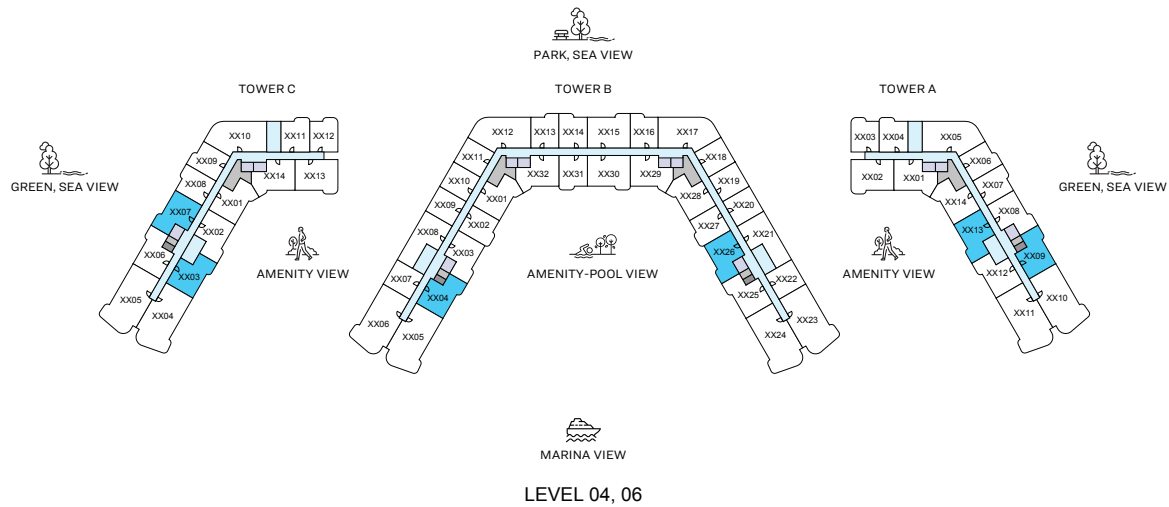 PARK, SEA VIEW
TOWER C
TOWER B
TOWER A
GREEN, SEA VIEW
XX10
XX11
XX12
XX09
XX08
XX14
XX13
XX07
XX01
XX02
XX06
XX03
XX05
XX04
AMENITY VIEW
XX12
XX13
XX14
XX15
XX16
XX17
XX11
XX32
XX31
XX30
XX29
XX18
XX10
XX01
XX28
XX19
XX09
XX02
XX27
XX20
XX08
XX03
XX26
XX21
XX07
XX04
XX25
XX22
XX06
XX05
XX24
XX23
AMENITY-POOL VIEW
AMENITY VIEW
XX03
XX04
XX05
XX02
XX01
XX06
XX14
XX07
XX13
XX08
XX12
XX09
XX11
XX10
GREEN, SEA VIEW
MARINA VIEW
LEVEL 04, 06